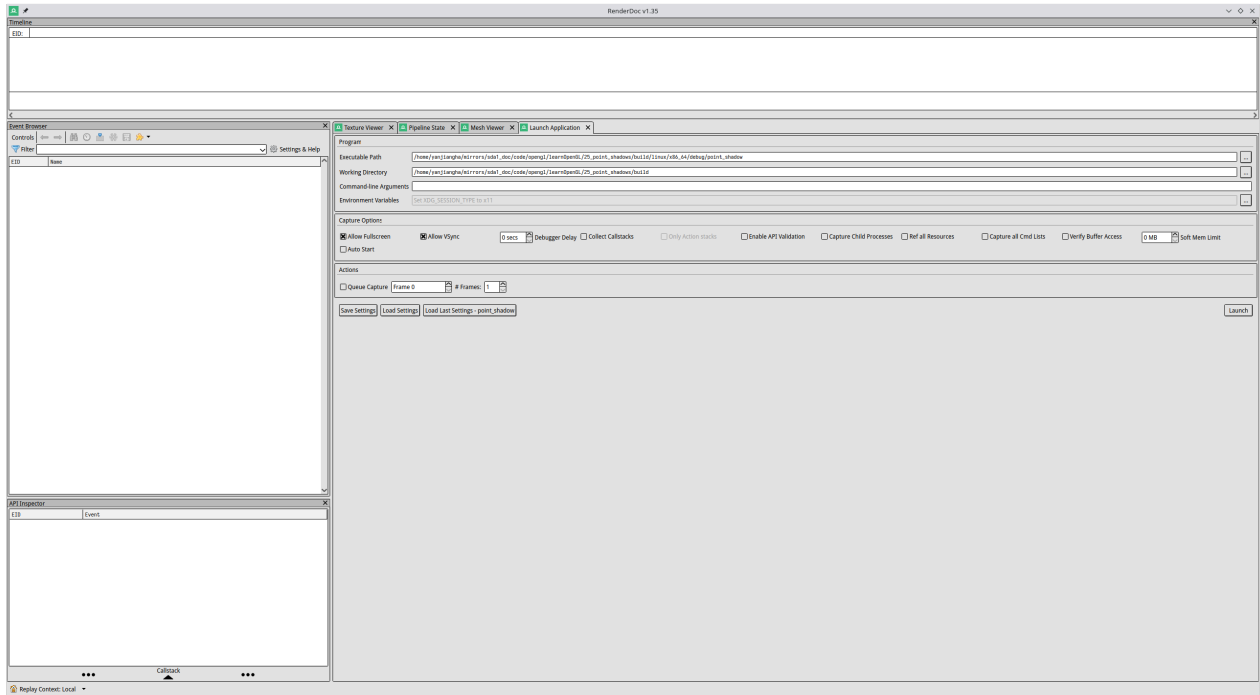 RenderDoc v1.35
Timeline
EID:
Event Browser
Controls
Filter
Settings & Help
EID Name
API Inspector
EID Event
Callstack
Replay Context: Local
Texture Viewer Pipeline State Mesh Viewer Launch Application
Program
Executable Path /home/yanjiangha/mirrors/sda1_doc/code/opengl/learnOpenGL/25_point_shadows/build/linux/x86_64/debug/point_shadow
Working Directory /home/yanjiangha/mirrors/sda1_doc/code/opengl/learnOpenGL/25_point_shadows/build
Command-line Arguments
Environment Variables Set XDG_SESSION_TYPE to x11
Capture Options
Allow Fullscreen Allow VSync 0 secs Debugger Delay Collect Callstacks Only Action stacks Enable API Validation Capture Child Processes Ref all Resources Capture all Cmd Lists Verify Buffer Access 0 MB Soft Mem Limit
Auto Start
Actions
Queue Capture Frame 0 # Frames: 1
Save Settings Load Settings Load Last Settings - point_shadow Launch